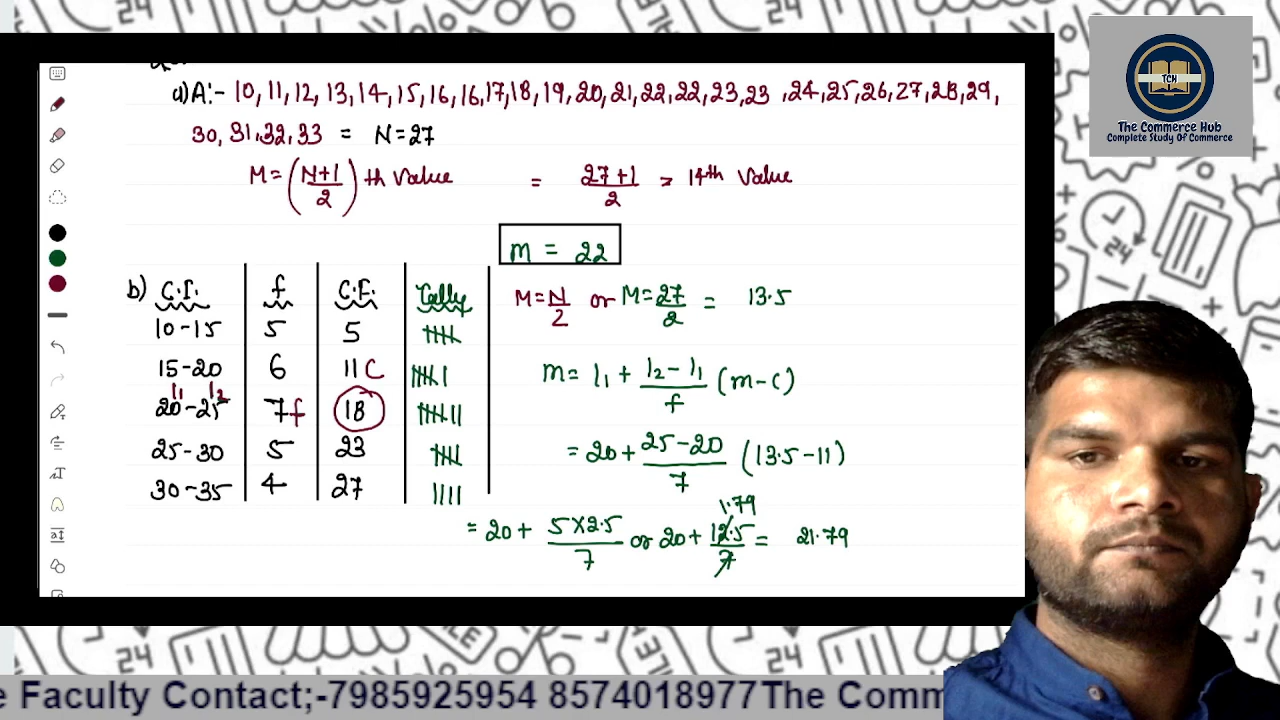 a) A:- 10, 11, 12, 13, 14, 15, 16, 16, 17, 18, 19, 20, 21, 22, 22, 23, 23, 24, 25, 26, 27, 28, 29,
30, 31, 32, 33 = N=27
M = (N+1/2) th Value = 27+1/2 = 14th Value
m = 22
b) C.I. f C.F. Tally
10-15 5 5
15-20 6 11 C
l1 l2
20-25 7 f 18
25-30 5 23
30-35 4 27
M = N/2 or M = 27/2 = 13.5
m = l1 + l2 - l1/f (m-c)
= 20 + 25-20/7 (13.5-11)
1.79
= 20 + 5×2.5/7 or 20 + 12.5/7 = 21.79
TCH
The Commerce Hub
Complete Study Of Commerce
e Faculty Contact;-7985925954 8574018977 The Comm